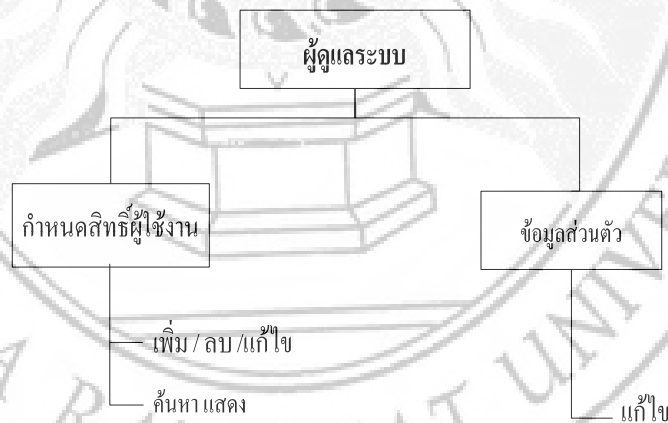 ผู้ดูแลระบบ
กำหนดสิทธิ์ผู้ใช้งาน
ข้อมูลส่วนตัว
เพิ่ม / ลบ /แก้ไข
ค้นหา แสดง
แก้ไข